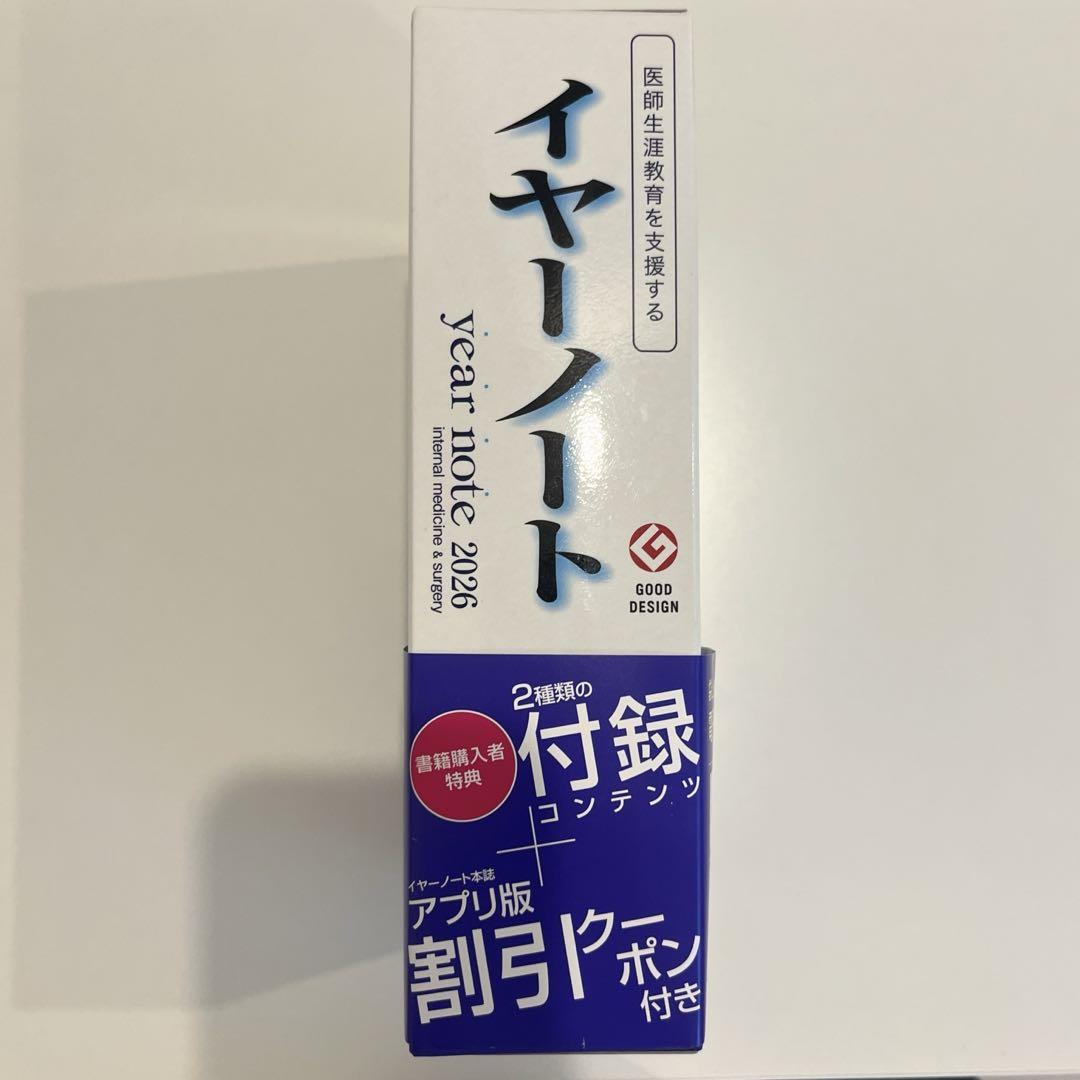 医師生涯教育を支援する
イヤーノート
year note 2026
internal medicine & surgery
GOOD
DESIGN
2種類の
付録
コンテンツ
書籍購入者
特典
イヤーノート本誌
アプリ版
割引クーポン
付き